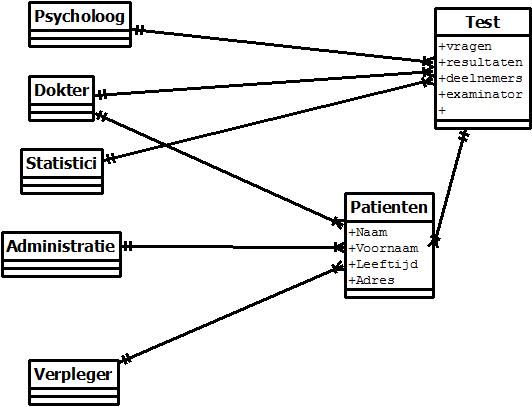 Psycholoog
Test
+vragen
+resultaten
+deelnemers
+examinator
+
Dokter
Statistici
Patienten
+Naam
+Voornaam
+Leeftijd
+Adres
Administratie
Verpleger